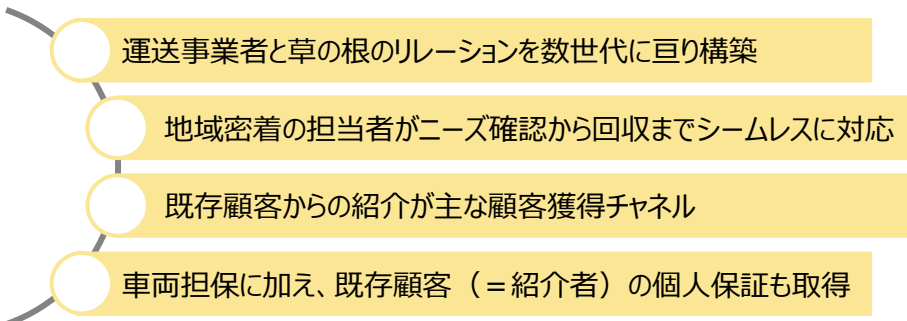 運送事業者と草の根のリレーションを数世代に亘り構築
地域密着の担当者がニーズ確認から回収までシームレスに対応
既存顧客からの紹介が主な顧客獲得チャネル
車両担保に加え、既存顧客（＝紹介者）の個人保証も取得